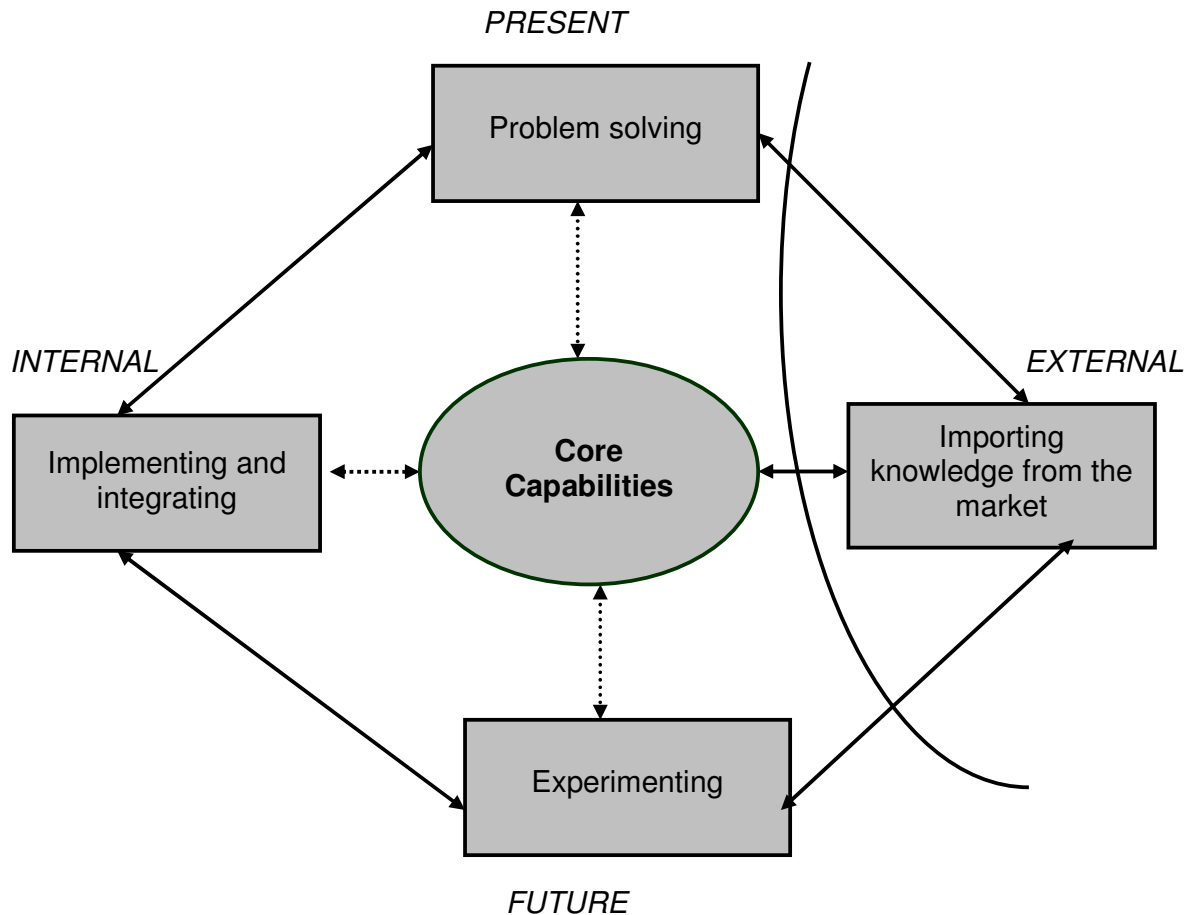 PRESENT
Problem solving
INTERNAL
EXTERNAL
Implementing and
integrating
Core
Capabilities
Importing
knowledge from the
market
Experimenting
FUTURE